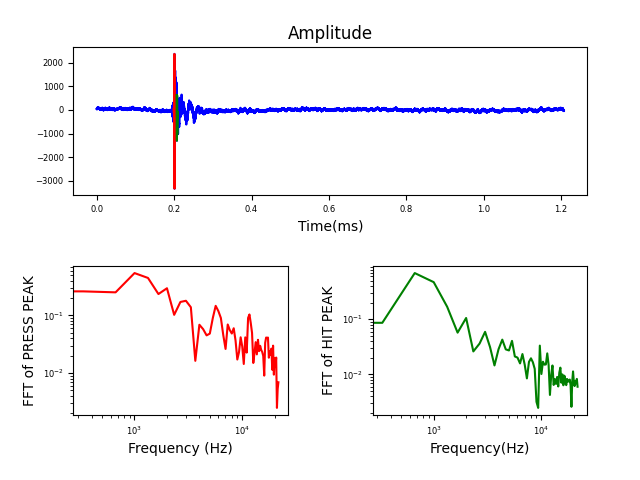 Amplitude
2000
1000
0
−1000
−2000
−3000
0.0 0.2 0.4 0.6 0.8 1.0 1.2
Time(ms)
FFT of PRESS PEAK
10⁻¹
10⁻²
10³ 10⁴
Frequency (Hz)
FFT of HIT PEAK
10⁻¹
10⁻²
10³ 10⁴
Frequency(Hz)